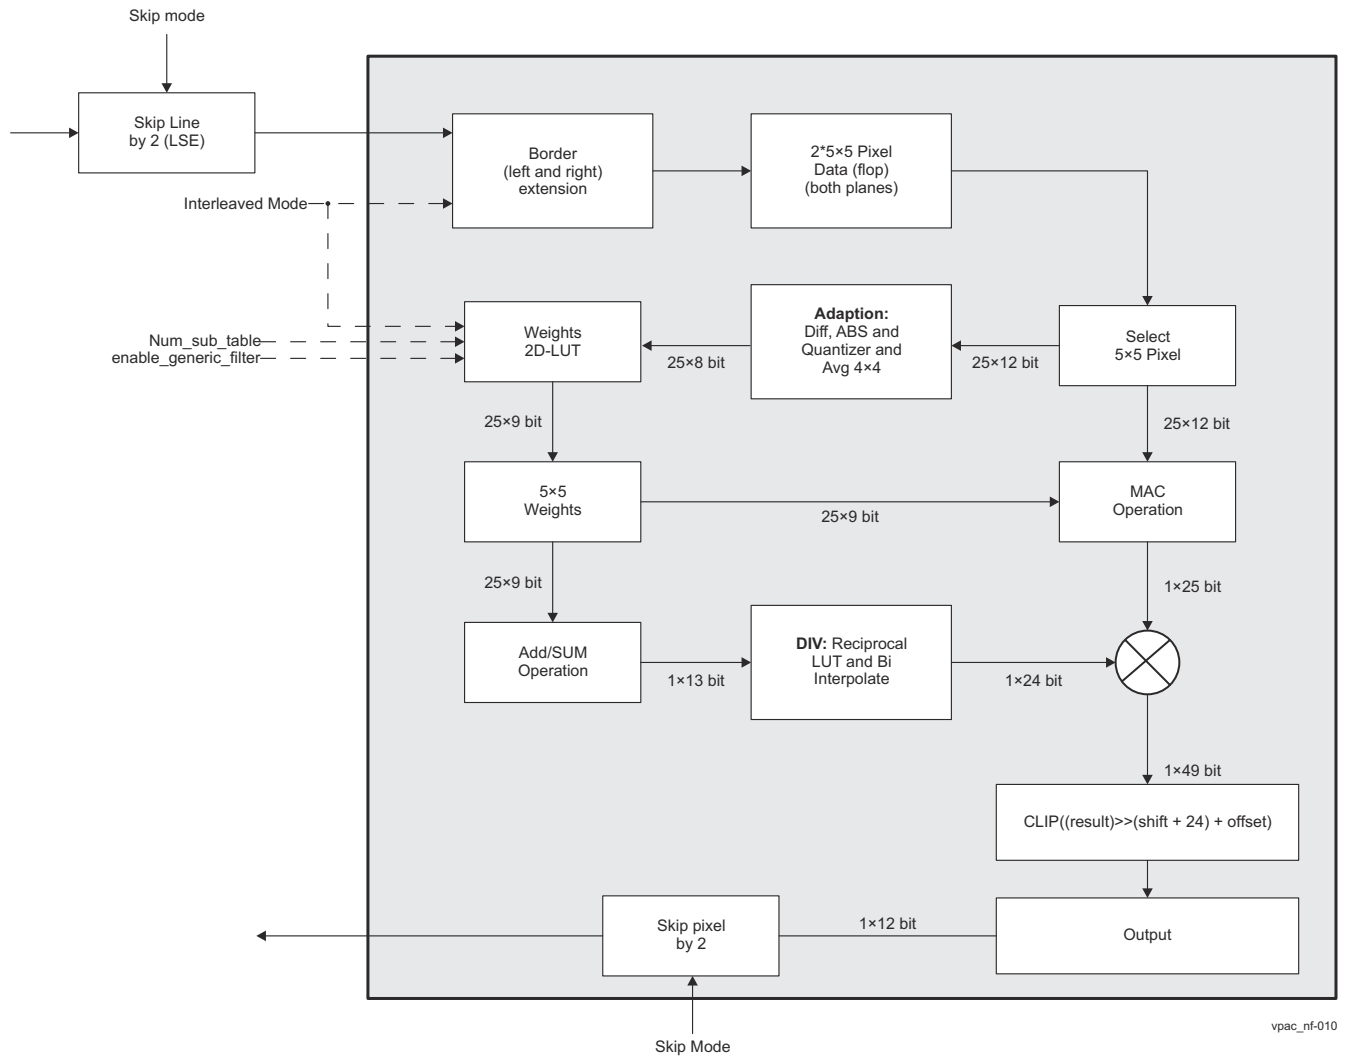 Skip mode
Skip Line
by 2 (LSE)
Border
(left and right)
extension
2*5×5 Pixel
Data (flop)
(both planes)
Interleaved Mode
Num_sub_table
enable_generic_filter
Weights
2D-LUT
25×8 bit
Adaption:
Diff, ABS and
Quantizer and
Avg 4×4
25×12 bit
Select
5×5 Pixel
25×9 bit
25×12 bit
5×5
Weights
25×9 bit
MAC
Operation
25×9 bit
1×25 bit
Add/SUM
Operation
1×13 bit
DIV: Reciprocal
LUT and Bi
Interpolate
1×24 bit
1×49 bit
CLIP((result)>>(shift + 24) + offset)
Skip pixel
by 2
1×12 bit
Output
Skip Mode
vpac_nf-010